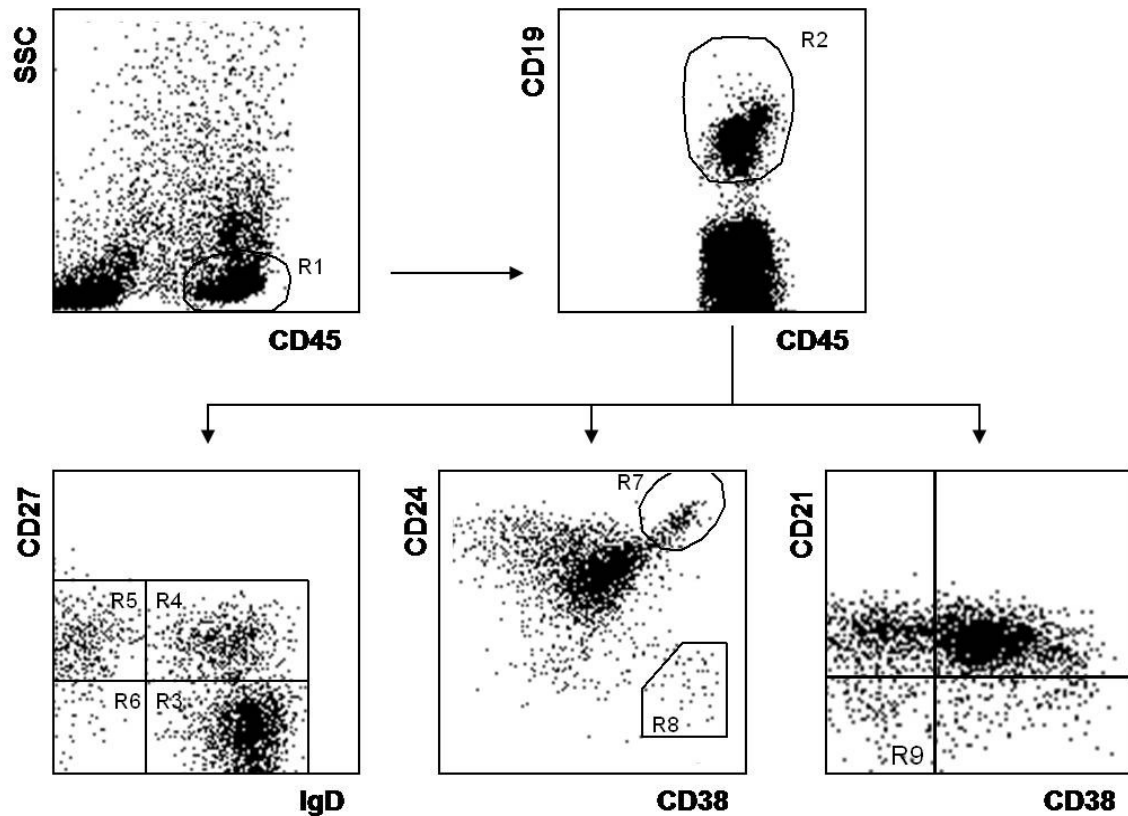 SSC
R1
CD45
CD19
R2
CD45
CD27
R5
R4
R6
R3
IgD
CD24
R7
R8
CD38
CD21
R9
CD38